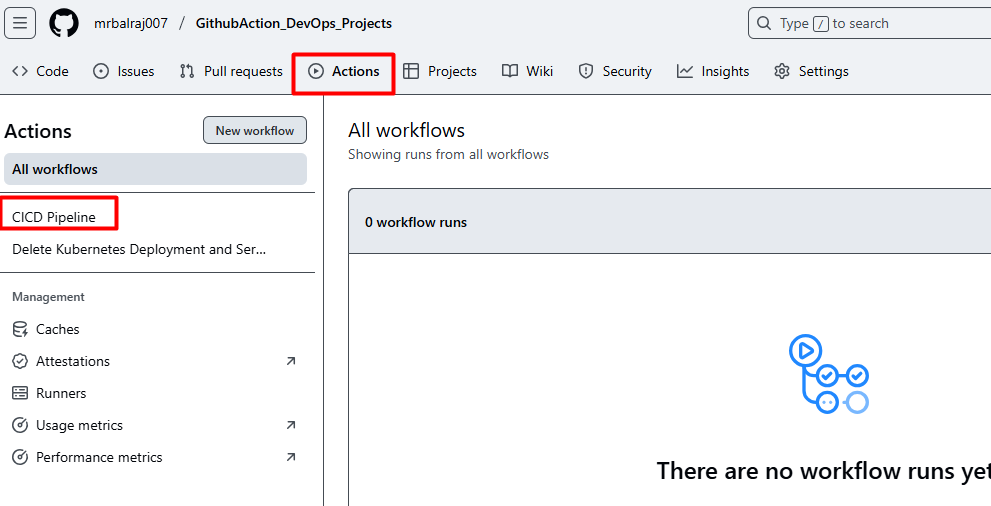 mrbalraj007 / GithubAction_DevOps_Projects
Type / to search
Code Issues Pull requests Actions Projects Wiki Security Insights Settings
Actions
New workflow
All workflows
CICD Pipeline
Delete Kubernetes Deployment and Ser...
Management
Caches
Attestations
Runners
Usage metrics
Performance metrics
All workflows
Showing runs from all workflows
0 workflow runs
There are no workflow runs yet